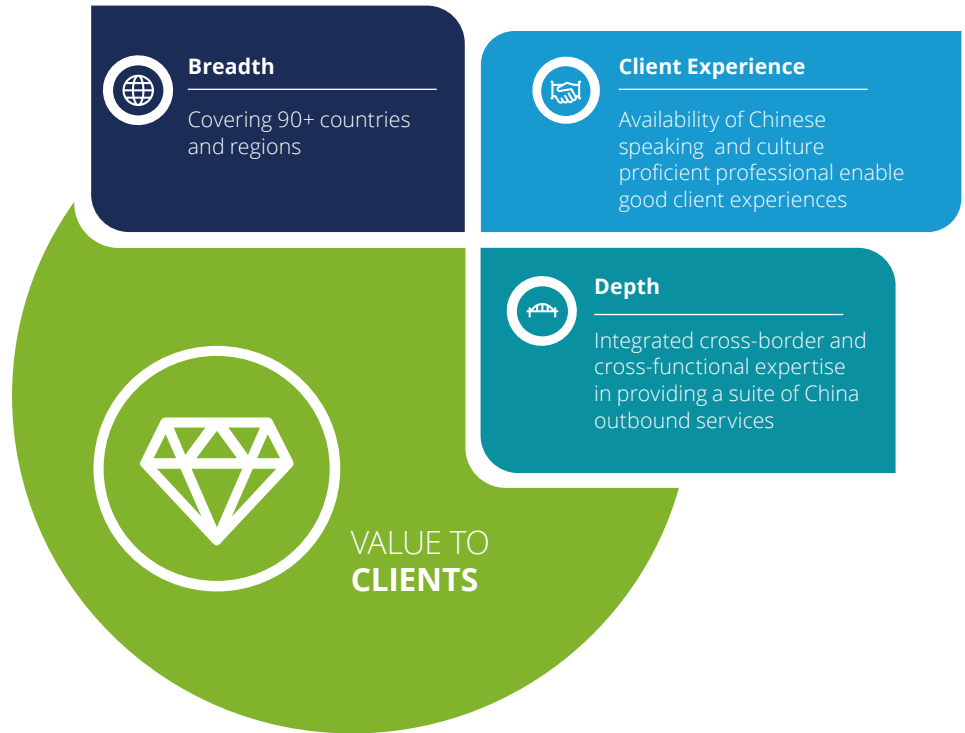 Breadth
Covering 90+ countries
and regions
Client Experience
Availability of Chinese
speaking and culture
proficient professional enable
good client experiences
Depth
Integrated cross-border and
cross-functional expertise
in providing a suite of China
outbound services
VALUE TO
CLIENTS